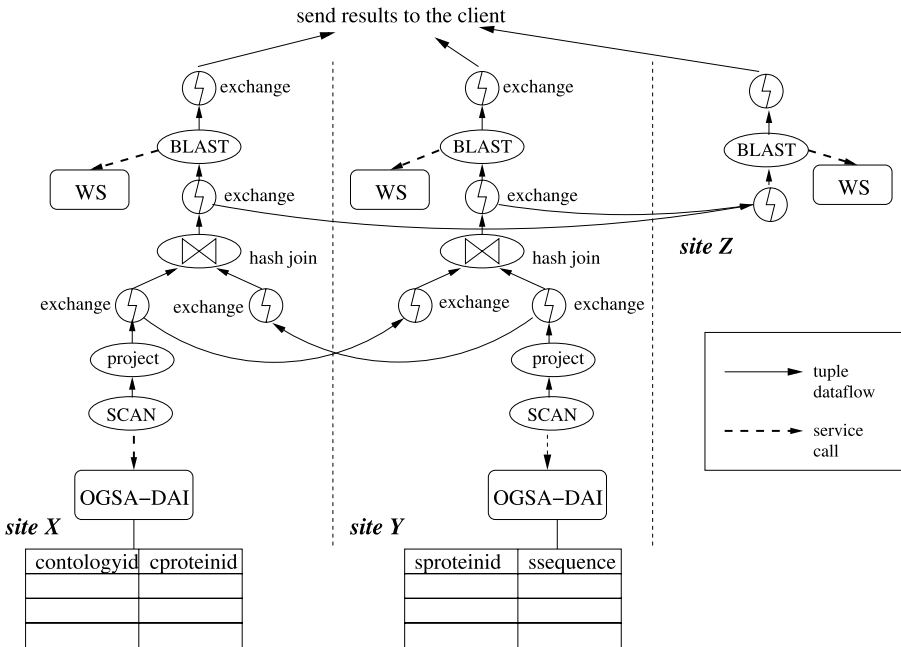 send results to the client
exchange
exchange
BLAST
BLAST
BLAST
WS
WS
WS
exchange
exchange
site Z
hash join
hash join
exchange
exchange
exchange
exchange
project
project
tuple
dataflow
SCAN
SCAN
service
call
OGSA-DAI
OGSA-DAI
site X
site Y
contologyid cproteinid
sproteinid ssequence